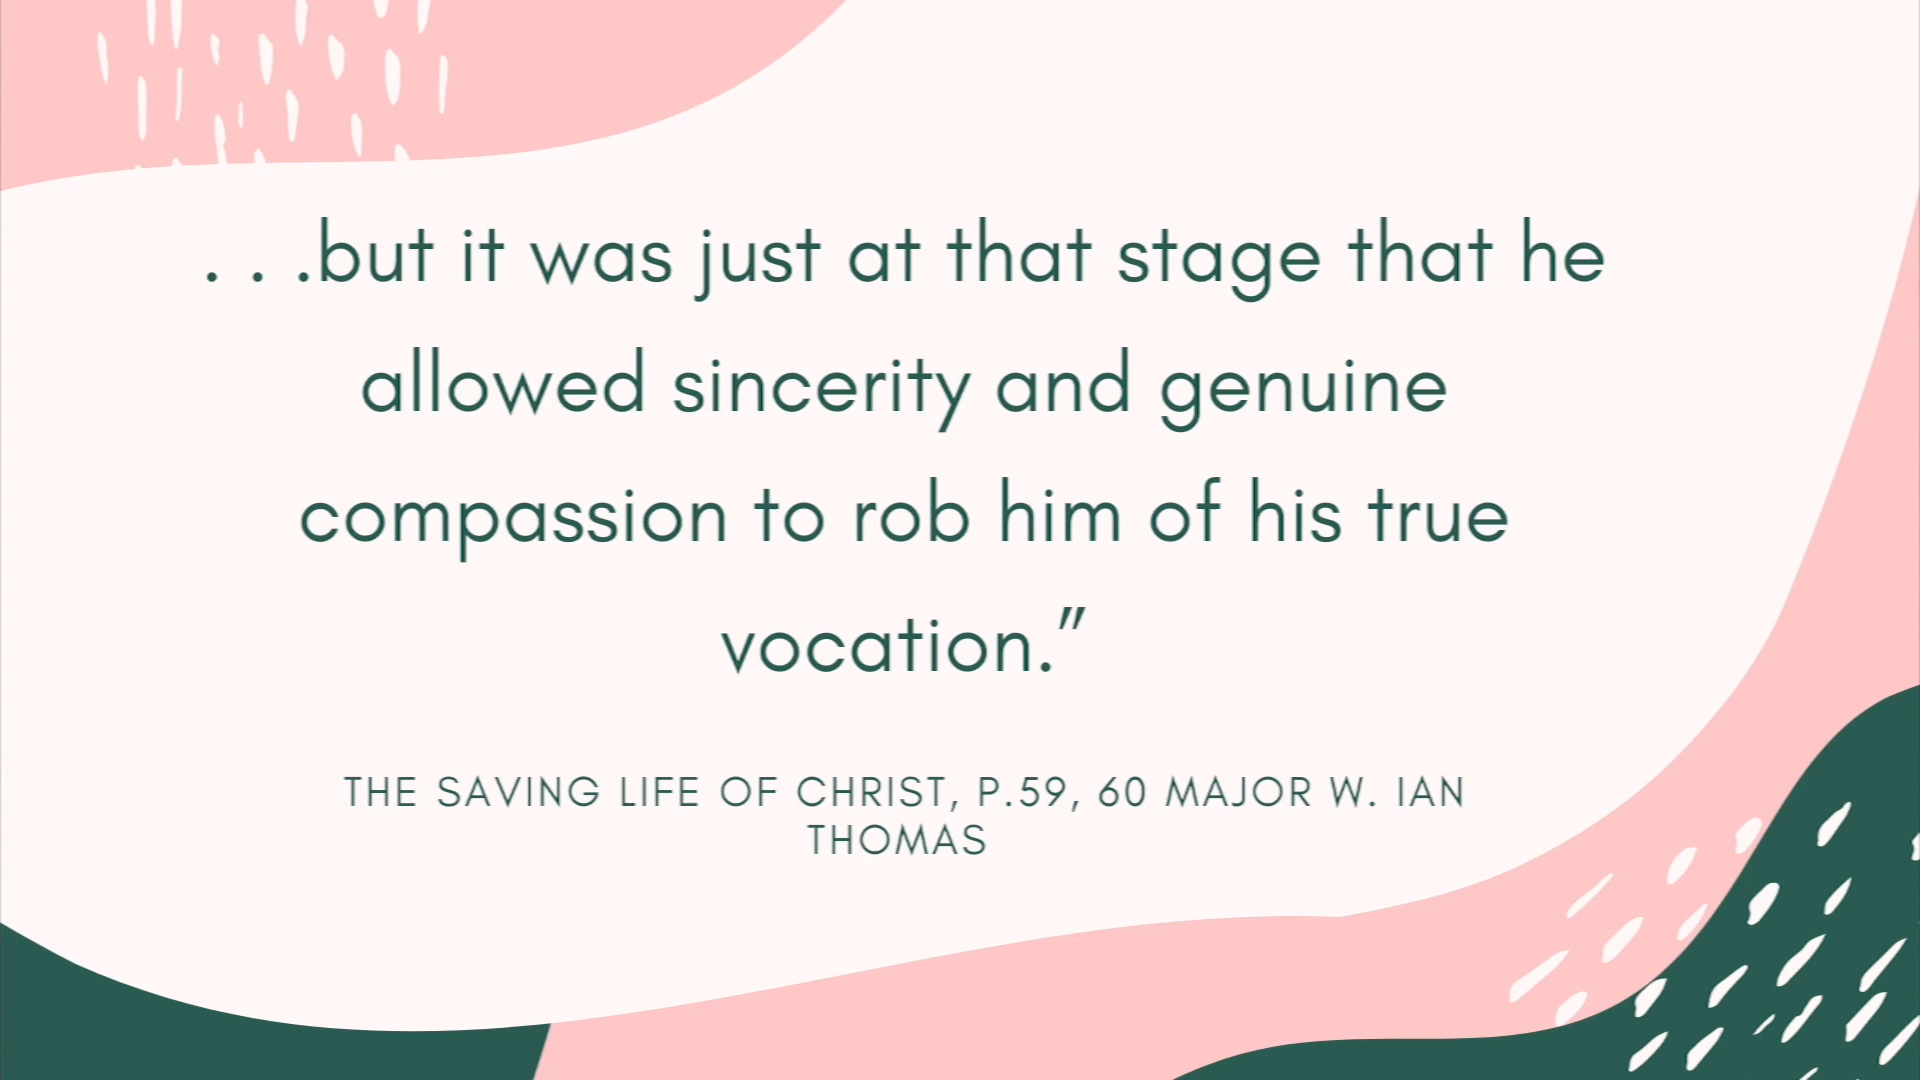 . . .but it was just at that stage that he
allowed sincerity and genuine
compassion to rob him of his true
vocation.”
THE SAVING LIFE OF CHRIST, P.59, 60 MAJOR W. IAN
THOMAS